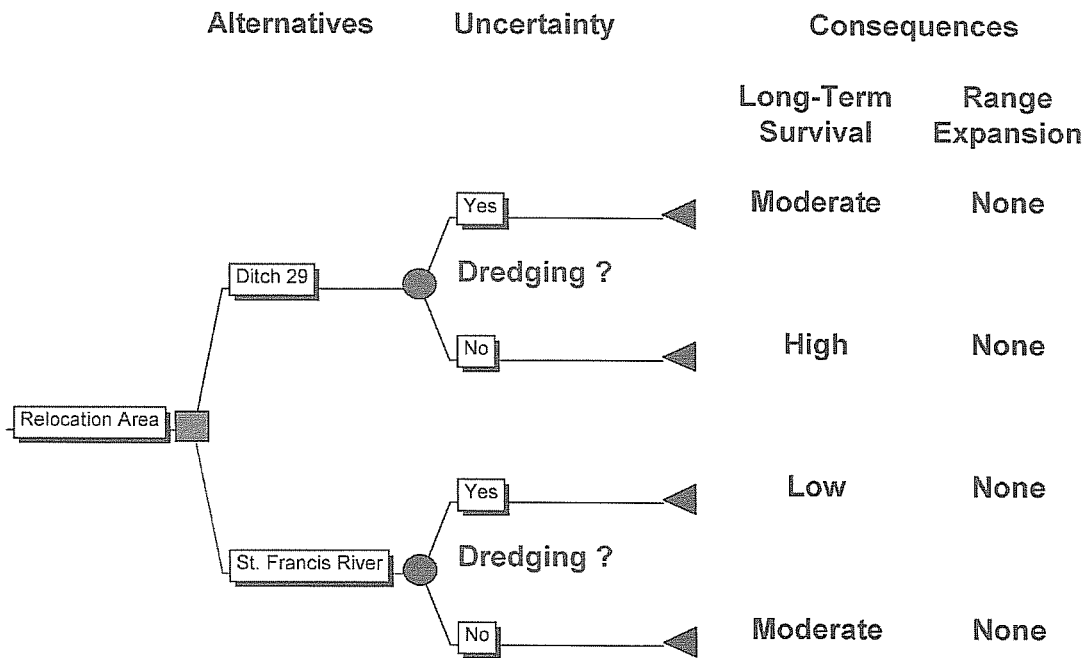 Alternatives Uncertainty Consequences
Long-Term Survival Range Expansion
Yes Moderate None
Ditch 29 Dredging ?
No High None
Relocation Area
Yes Low None
St. Francis River Dredging ?
No Moderate None